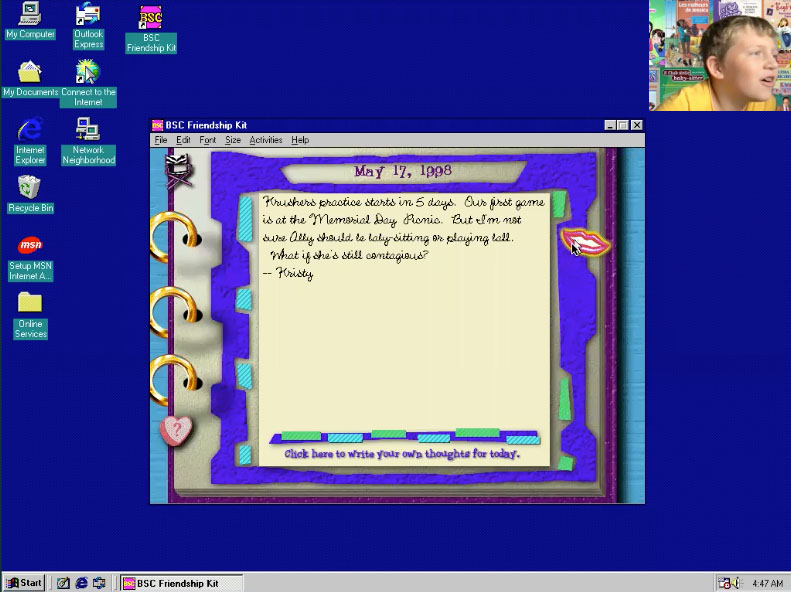 My Computer
Outlook
Express
BSC
Friendship Kit
My Documents
Connect to the
Internet
Internet
Explorer
Network
Neighborhood
Recycle Bin
msn
Setup MSN
Internet A...
Online
Services
BSC Friendship Kit
File Edit Font Size Activities Help
May 17, 1998
Krushers practice starts in 5 days. Our first game
is at the Memorial Day Picnic. But I'm not
sure Ally should be baby-sitting or playing ball.
What if she's still contagious?
-- Kristy
?
Click here to write your own thoughts for today.
Start
BSC Friendship Kit
4:47 AM